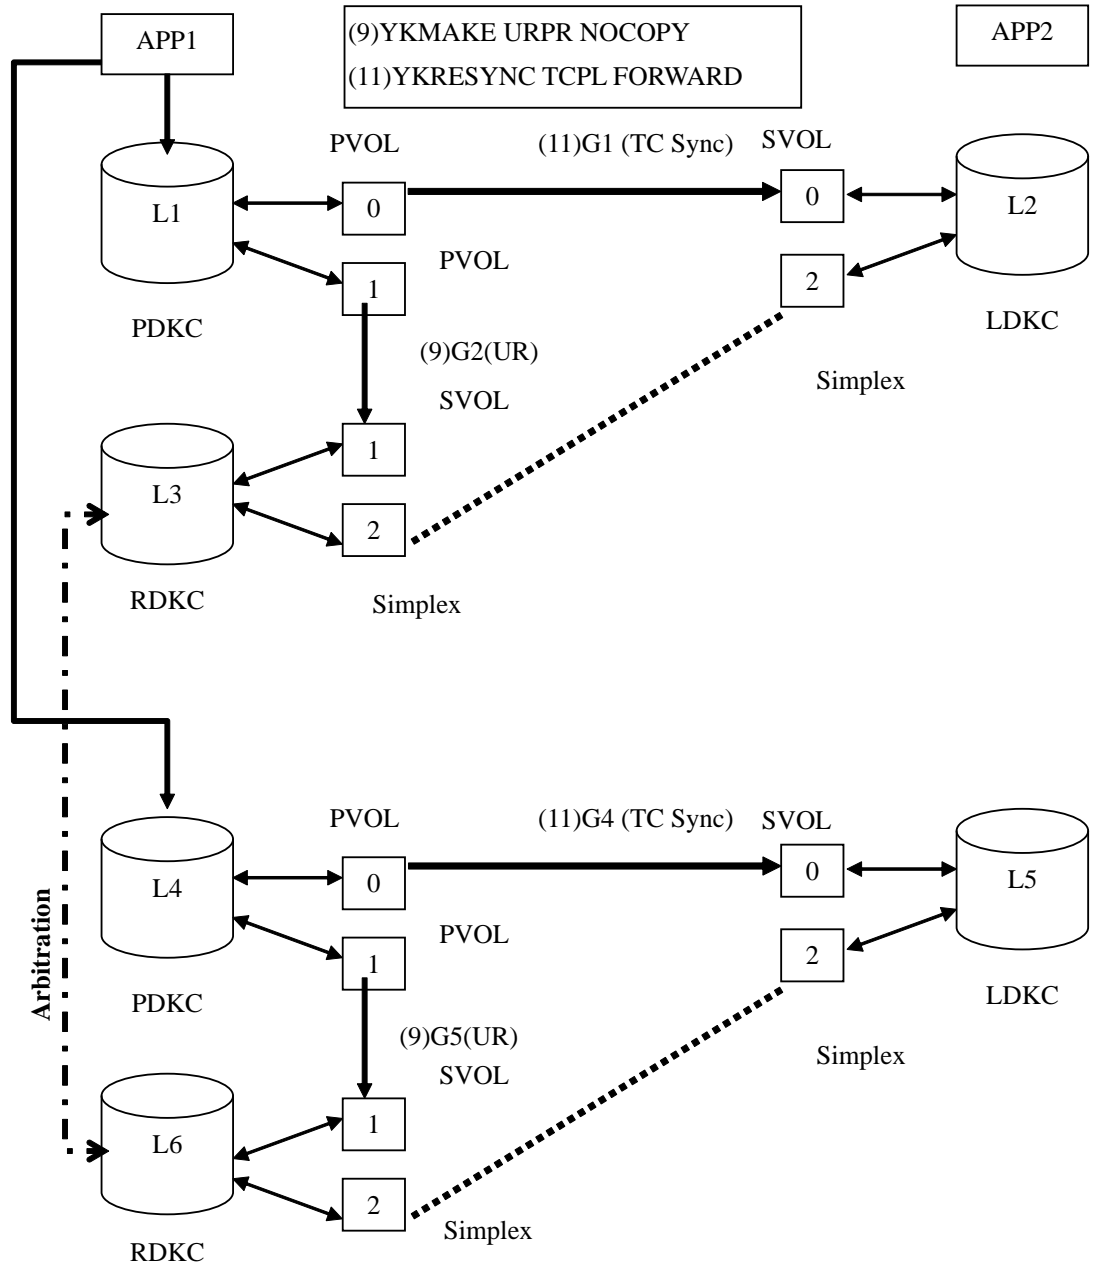 APP1
(9)YKMAKE URPR NOCOPY
(11)YKRESYNC TCPL FORWARD
APP2
PVOL
(11)G1 (TC Sync)
SVOL
L1
0
0
L2
PVOL
1
2
PDKC
LDKC
(9)G2(UR)
SVOL
Simplex
1
L3
2
RDKC
Simplex
PVOL
(11)G4 (TC Sync)
SVOL
L4
0
0
L5
PVOL
1
2
Arbitration
PDKC
LDKC
(9)G5(UR)
SVOL
Simplex
1
L6
2
Simplex
RDKC